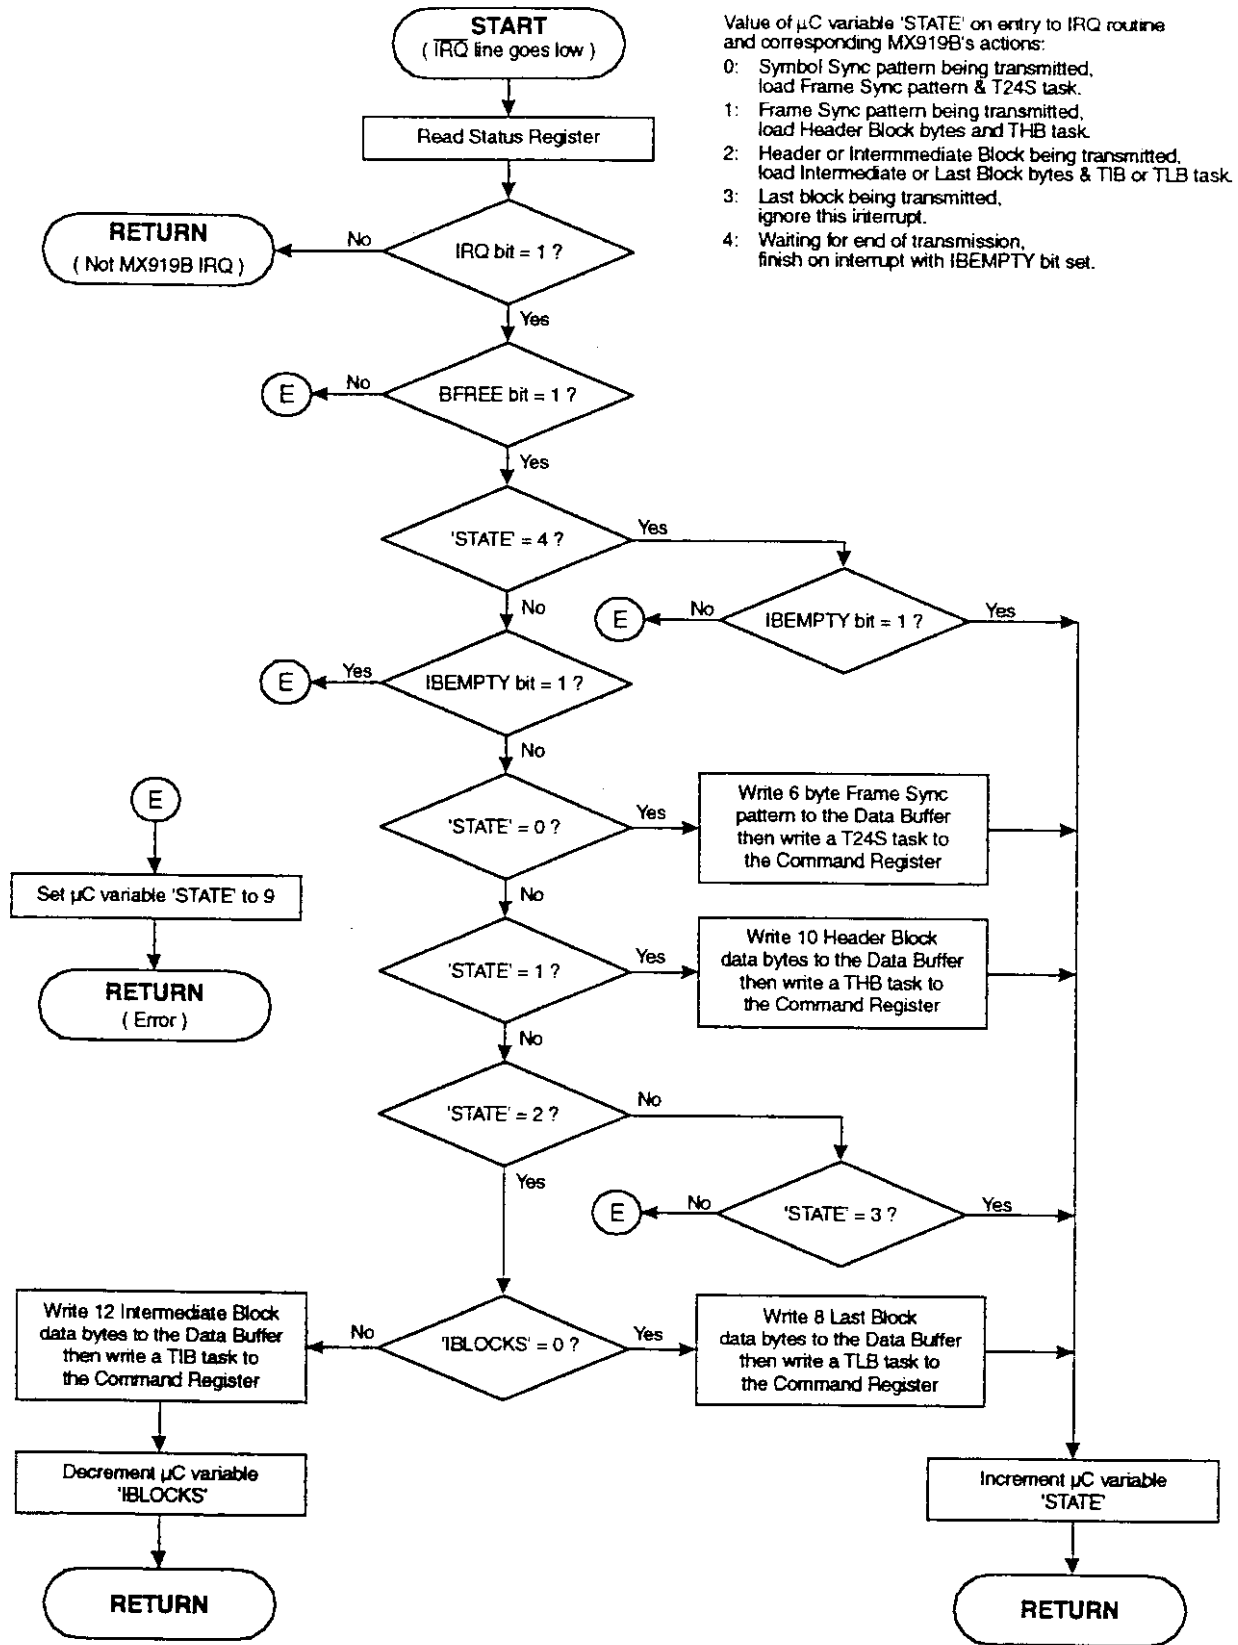 START
( IRQ line goes low )
Value of µC variable 'STATE' on entry to IRQ routine
and corresponding MX919B's actions:
0: Symbol Sync pattern being transmitted,
load Frame Sync pattern & T24S task.
1: Frame Sync pattern being transmitted,
load Header Block bytes and THB task.
2: Header or Intermmediate Block being transmitted,
load Intermediate or Last Block bytes & TIB or TLB task.
3: Last block being transmitted,
ignore this interrupt.
4: Waiting for end of transmission,
finish on interrupt with IBEMPTY bit set.
Read Status Register
RETURN
( Not MX919B IRQ )
No
IRQ bit = 1 ?
Yes
E
No
BFREE bit = 1 ?
Yes
'STATE' = 4 ?
Yes
No
E
No
IBEMPTY bit = 1 ?
Yes
E
Yes
IBEMPTY bit = 1 ?
No
E
Set µC variable 'STATE' to 9
RETURN
( Error )
'STATE' = 0 ?
Yes
Write 6 byte Frame Sync
pattern to the Data Buffer
then write a T24S task to
the Command Register
No
'STATE' = 1 ?
Yes
Write 10 Header Block
data bytes to the Data Buffer
then write a THB task to
the Command Register
No
'STATE' = 2 ?
No
Yes
E
No
'STATE' = 3 ?
Yes
Write 12 Intermediate Block
data bytes to the Data Buffer
then write a TIB task to
the Command Register
No
'IBLOCKS' = 0 ?
Yes
Write 8 Last Block
data bytes to the Data Buffer
then write a TLB task to
the Command Register
Decrement µC variable
'IBLOCKS'
Increment µC variable
'STATE'
RETURN
RETURN